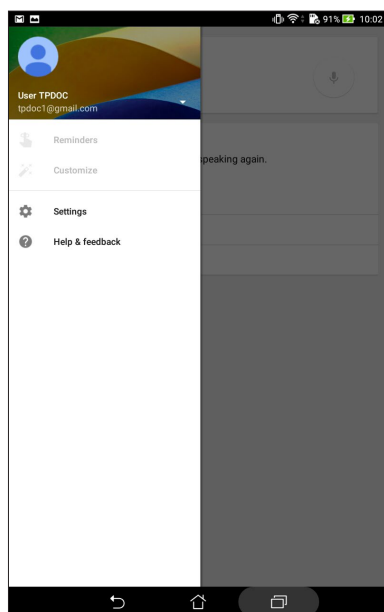 91% 10:02
User TPDOC
tpdoc1@gmail.com
Reminders
Customize
speaking again.
Settings
Help & feedback